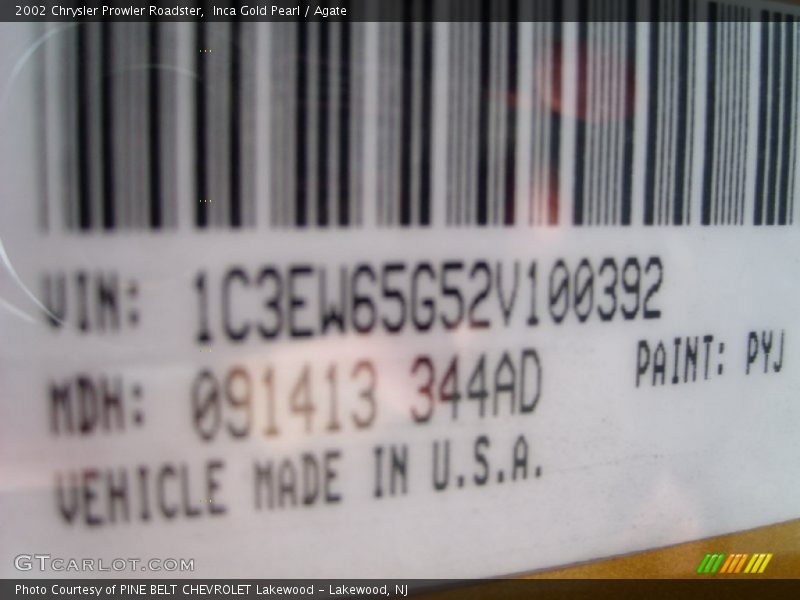 2002 Chrysler Prowler Roadster,  Inca Gold Pearl / Agate
VIN: 1C3EW65G52V100392
MDH: 091413 344AD PAINT: PYJ
VEHICLE MADE IN U.S.A.
GTCARLOT.COM
Photo Courtesy of PINE BELT CHEVROLET Lakewood - Lakewood, NJ